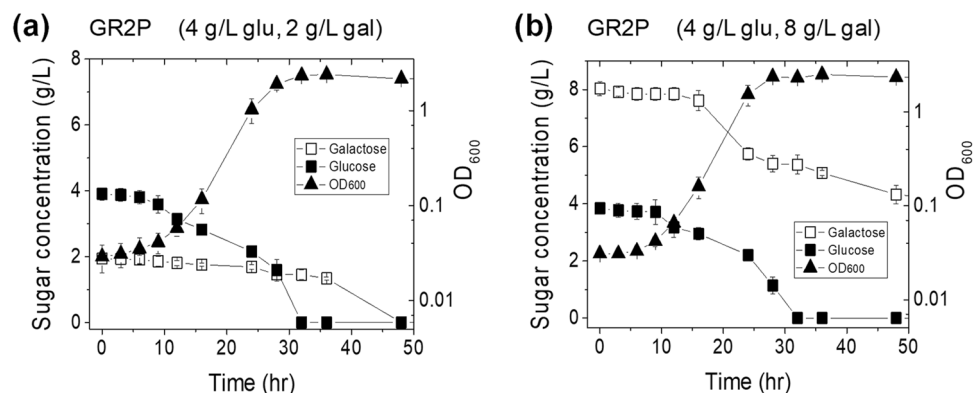 (a) GR2P (4 g/L glu, 2 g/L gal)
Sugar concentration (g/L)
8
6
4
2
0
Galactose
Glucose
OD600
1
0.1
0.01
OD600
0 10 20 30 40 50
Time (hr)
(b) GR2P (4 g/L glu, 8 g/L gal)
Sugar concentration (g/L)
8
6
4
2
0
Galactose
Glucose
OD600
1
0.1
0.01
OD600
0 10 20 30 40 50
Time (hr)